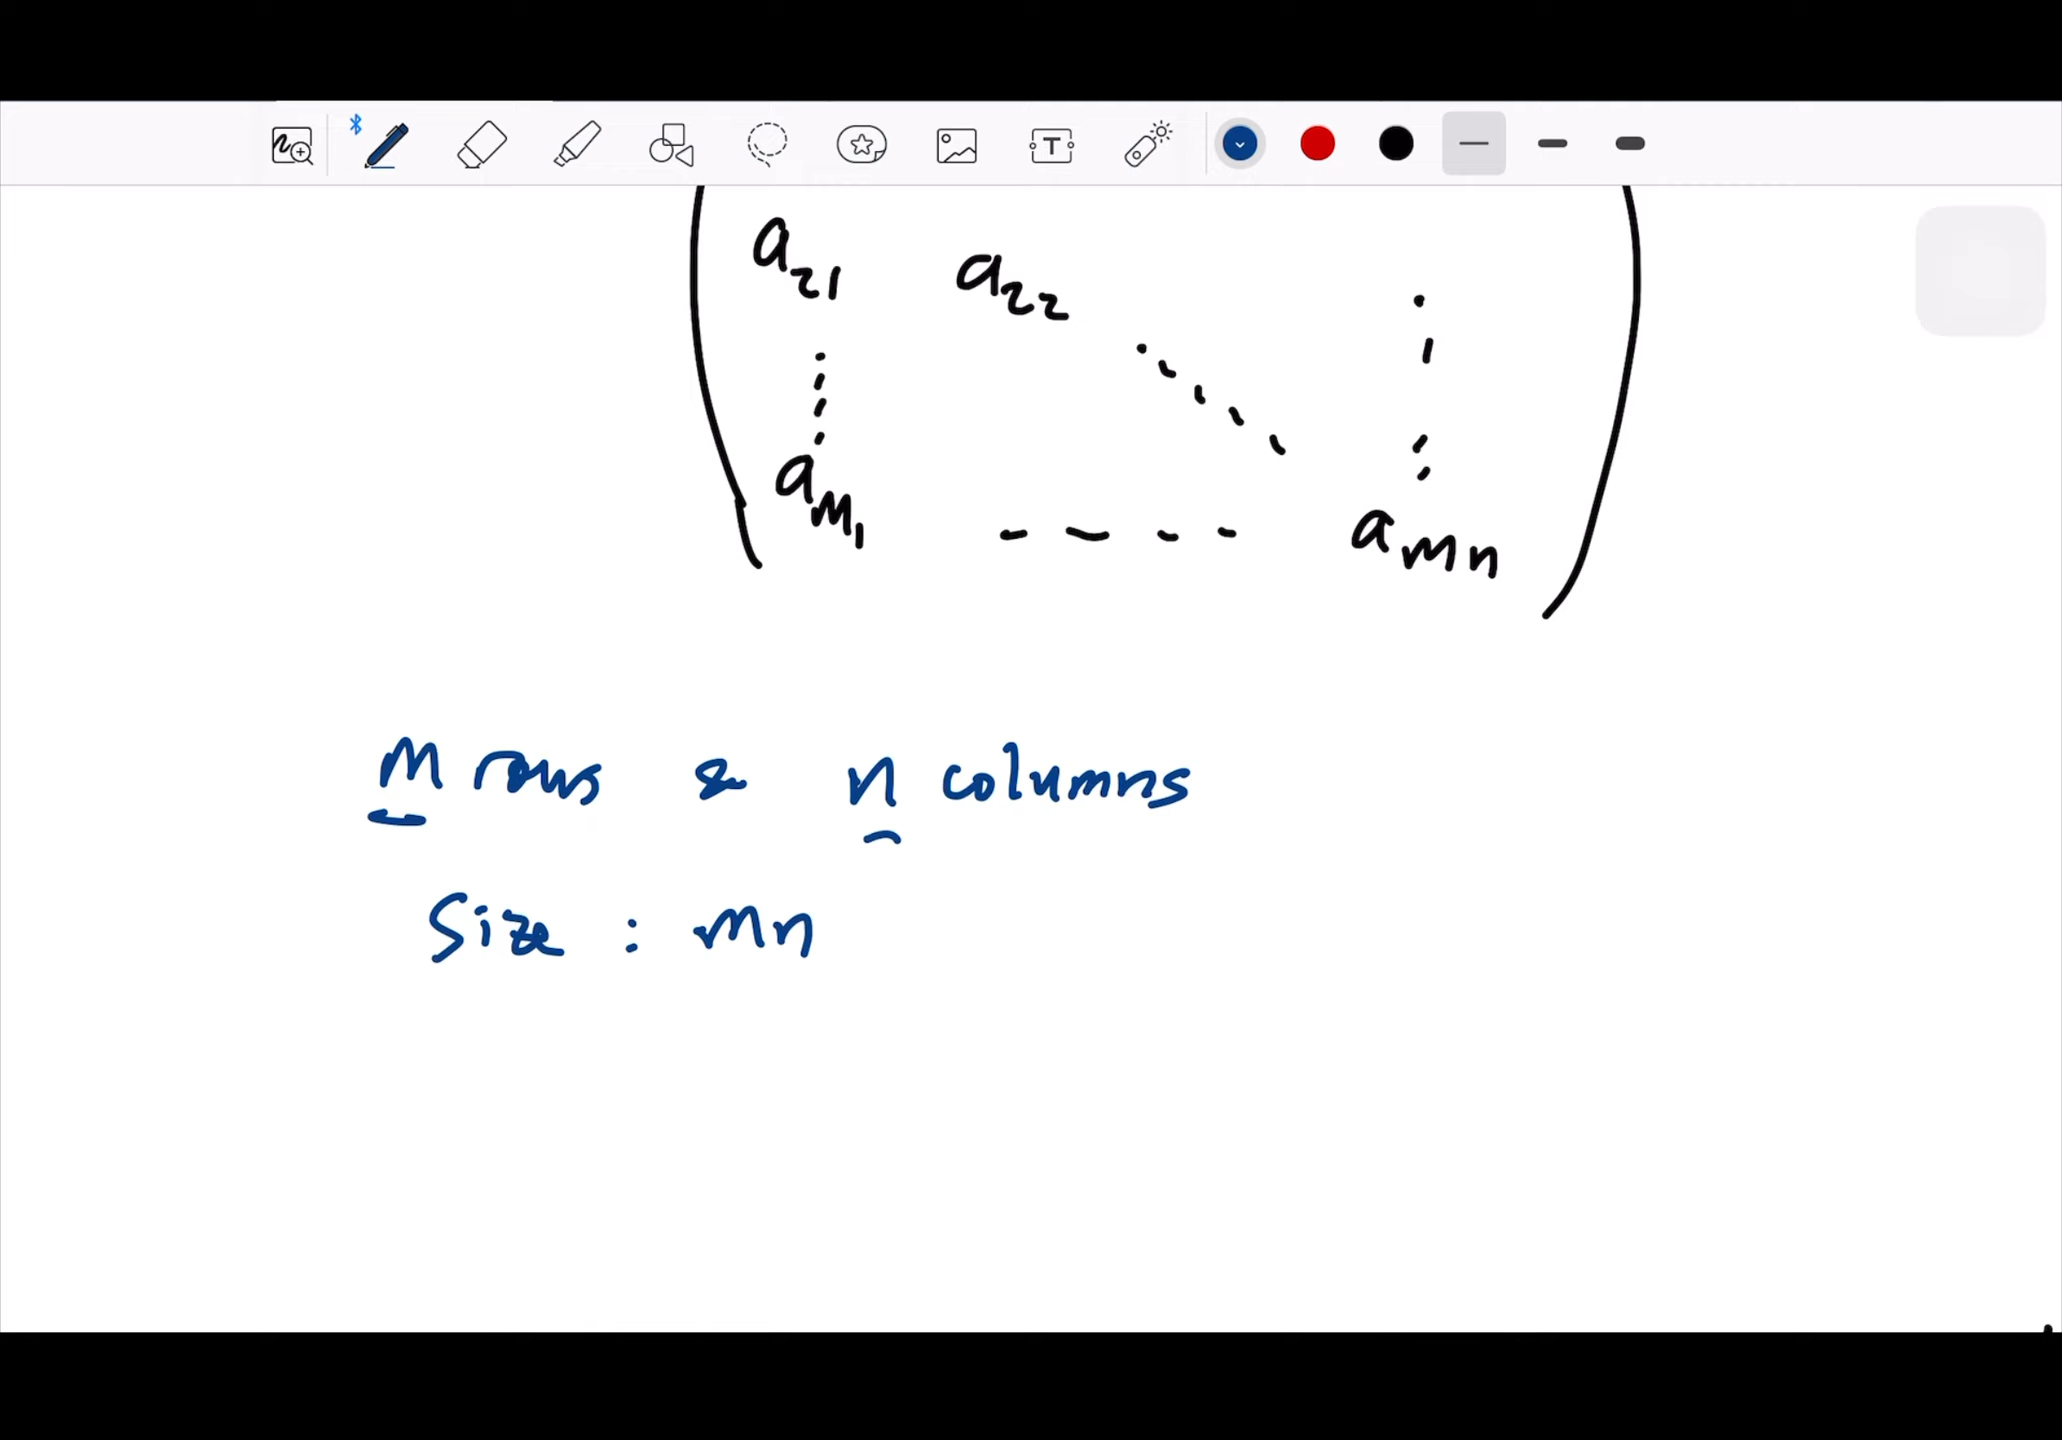 a21 a22
am1 - - - - amn
m rows & n columns
Size : mn